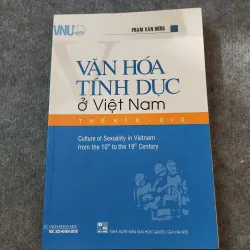 VNU
PHẠM VĂN HƯNG
VĂN HÓA
TÍNH DỤC
ở Việt Nam
THẾ KỈ X - XIX
Culture of Sexuality in Vietnam
from the 10th to the 19th Century
NHÀ XUẤT BẢN ĐẠI HỌC QUỐC GIA HÀ NỘI